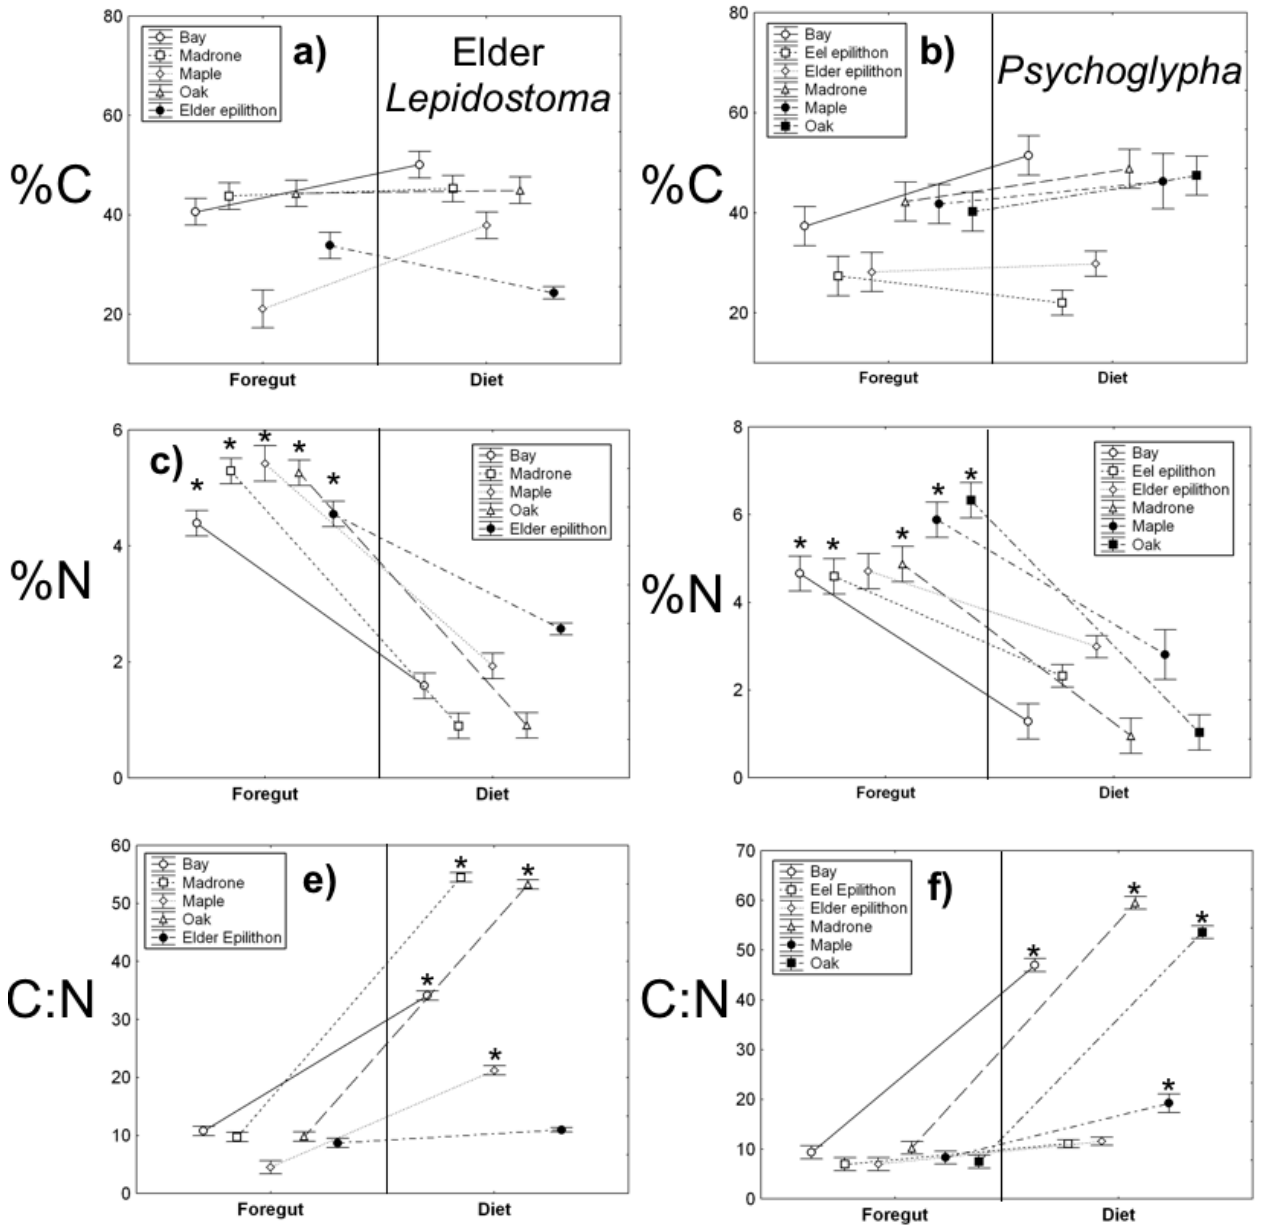 80
60
40
20
Bay
Madrone
Maple
Oak
Elder epilithon
a)
Elder
Lepidostoma
%C
Foregut
Diet
80
60
40
20
Bay
Eel epilithon
Elder epilithon
Madrone
Maple
Oak
b)
Psychoglypha
%C
Foregut
Diet
6
4
2
0
c)
* * * * *
Bay
Madrone
Maple
Oak
Elder epilithon
%N
Foregut
Diet
8
6
4
2
0
* * * * *
Bay
Eel epilithon
Elder epilithon
Madrone
Maple
Oak
%N
Foregut
Diet
60
50
40
30
20
10
0
Bay
Madrone
Maple
Oak
Elder Epilithon
e)
* * * *
C:N
Foregut
Diet
70
60
50
40
30
20
10
0
Bay
Eel Epilithon
Elder epilithon
Madrone
Maple
Oak
f)
* * * *
C:N
Foregut
Diet